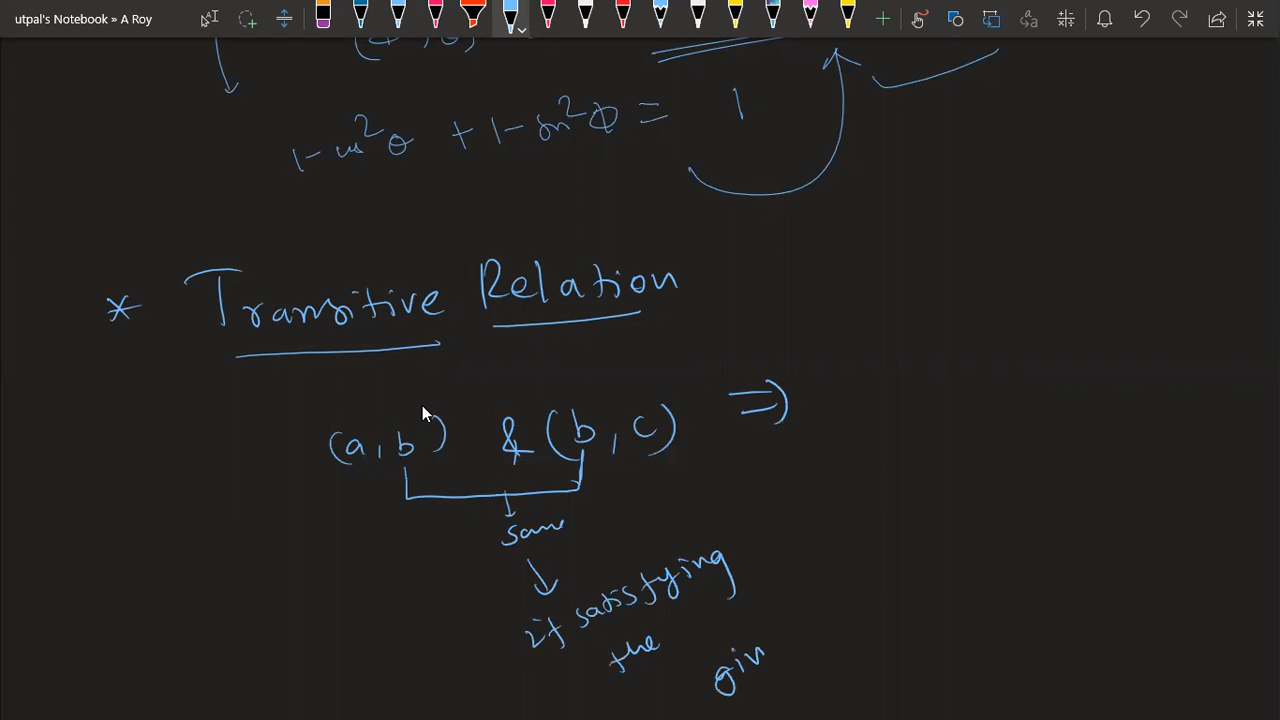 utpal's Notebook » A Roy
1 - cos²θ + 1 - sin²ϕ = 1
* Transitive Relation
(a, b) & (b, c) ⇒
Same
if satisfying
the giv